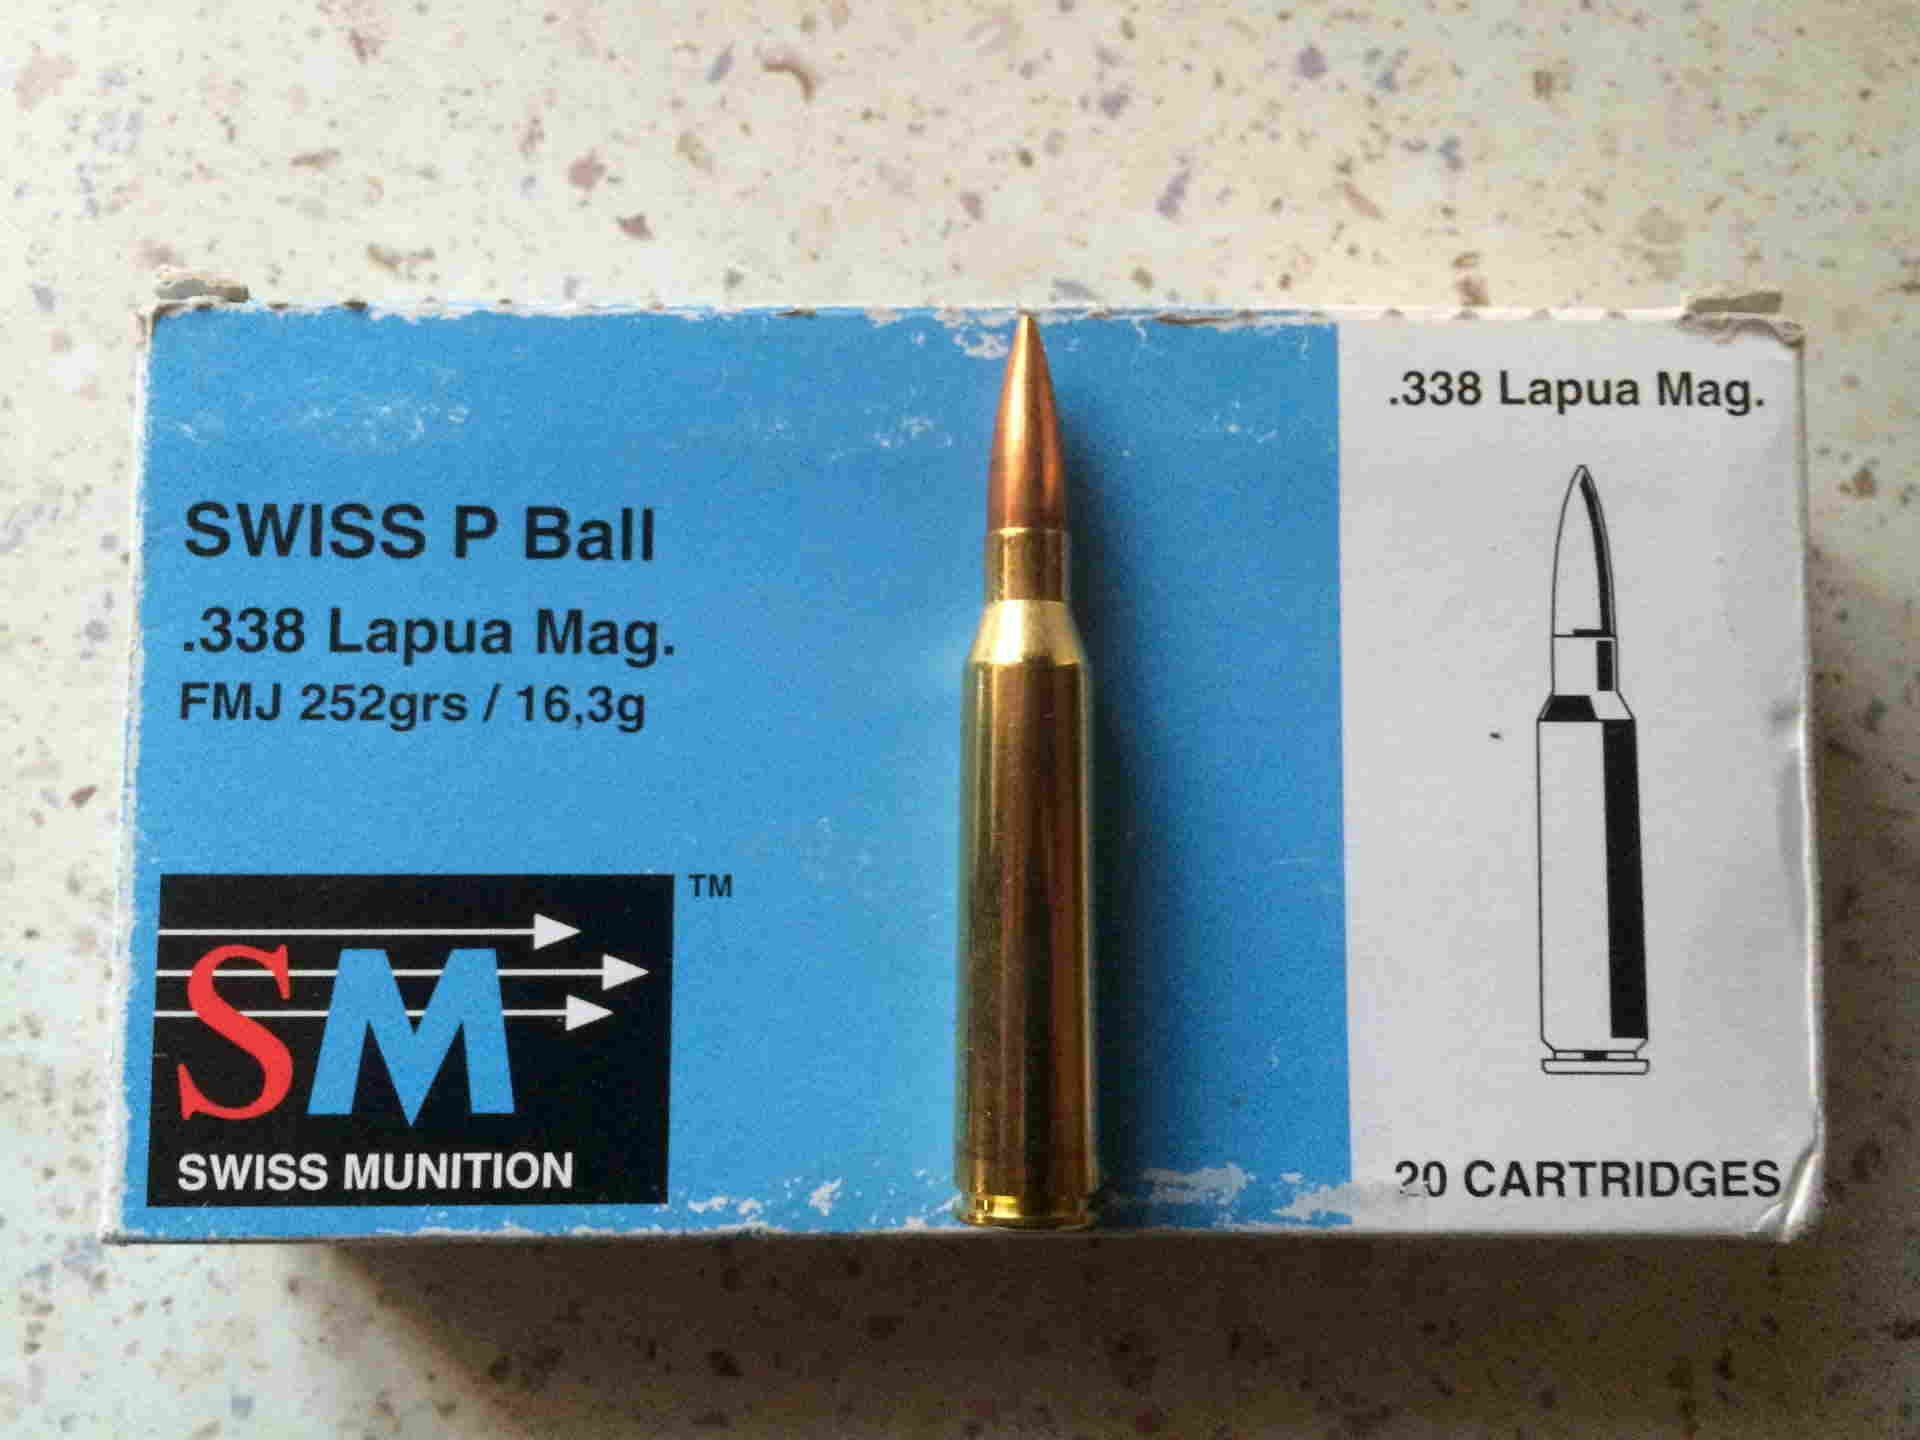 SWISS P Ball
.338 Lapua Mag.
FMJ 252grs / 16,3g
TM
SM
SWISS MUNITION
.338 Lapua Mag.
20 CARTRIDGES